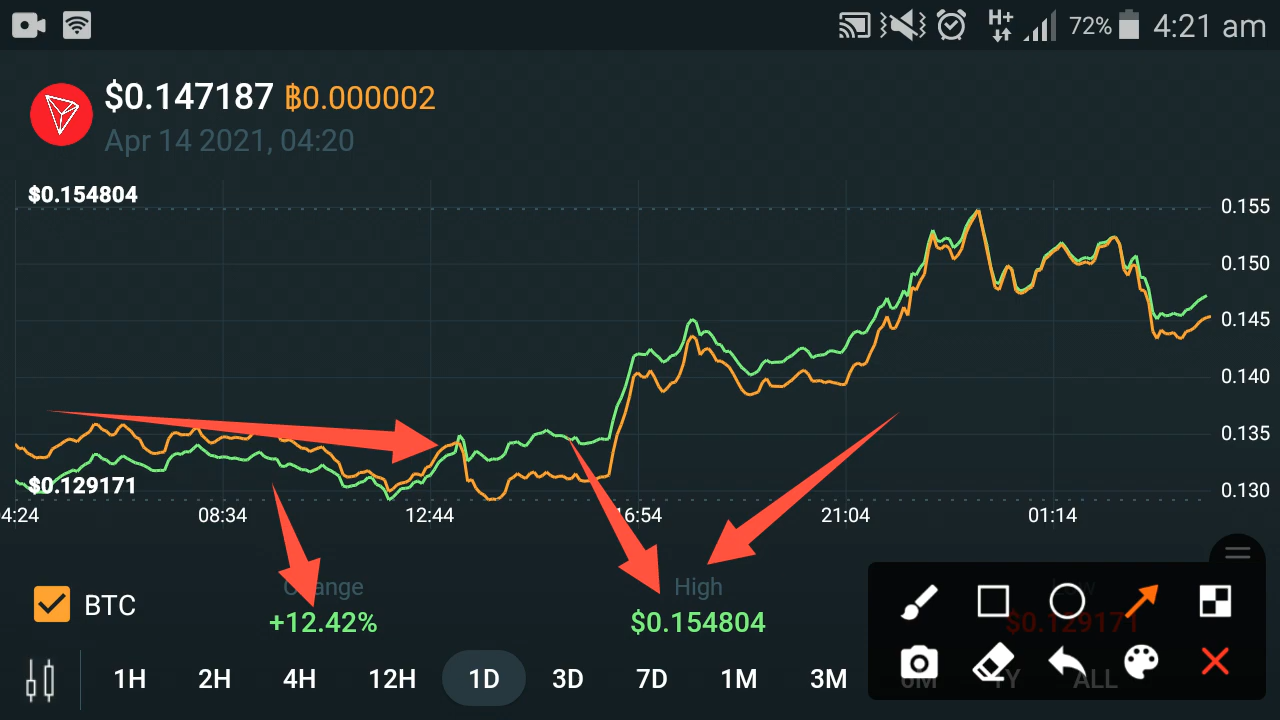 H+ 72% 4:21 am
$0.147187 ฿0.000002
Apr 14 2021, 04:20
$0.154804
0.155
0.150
0.145
0.140
0.135
$0.129171
0.130
4:24 08:34 12:44 16:54 21:04 01:14
High
BTC
+12.42% $0.154804 $0.129171
1H 2H 4H 12H 1D 3D 7D 1M 3M 6M ALL